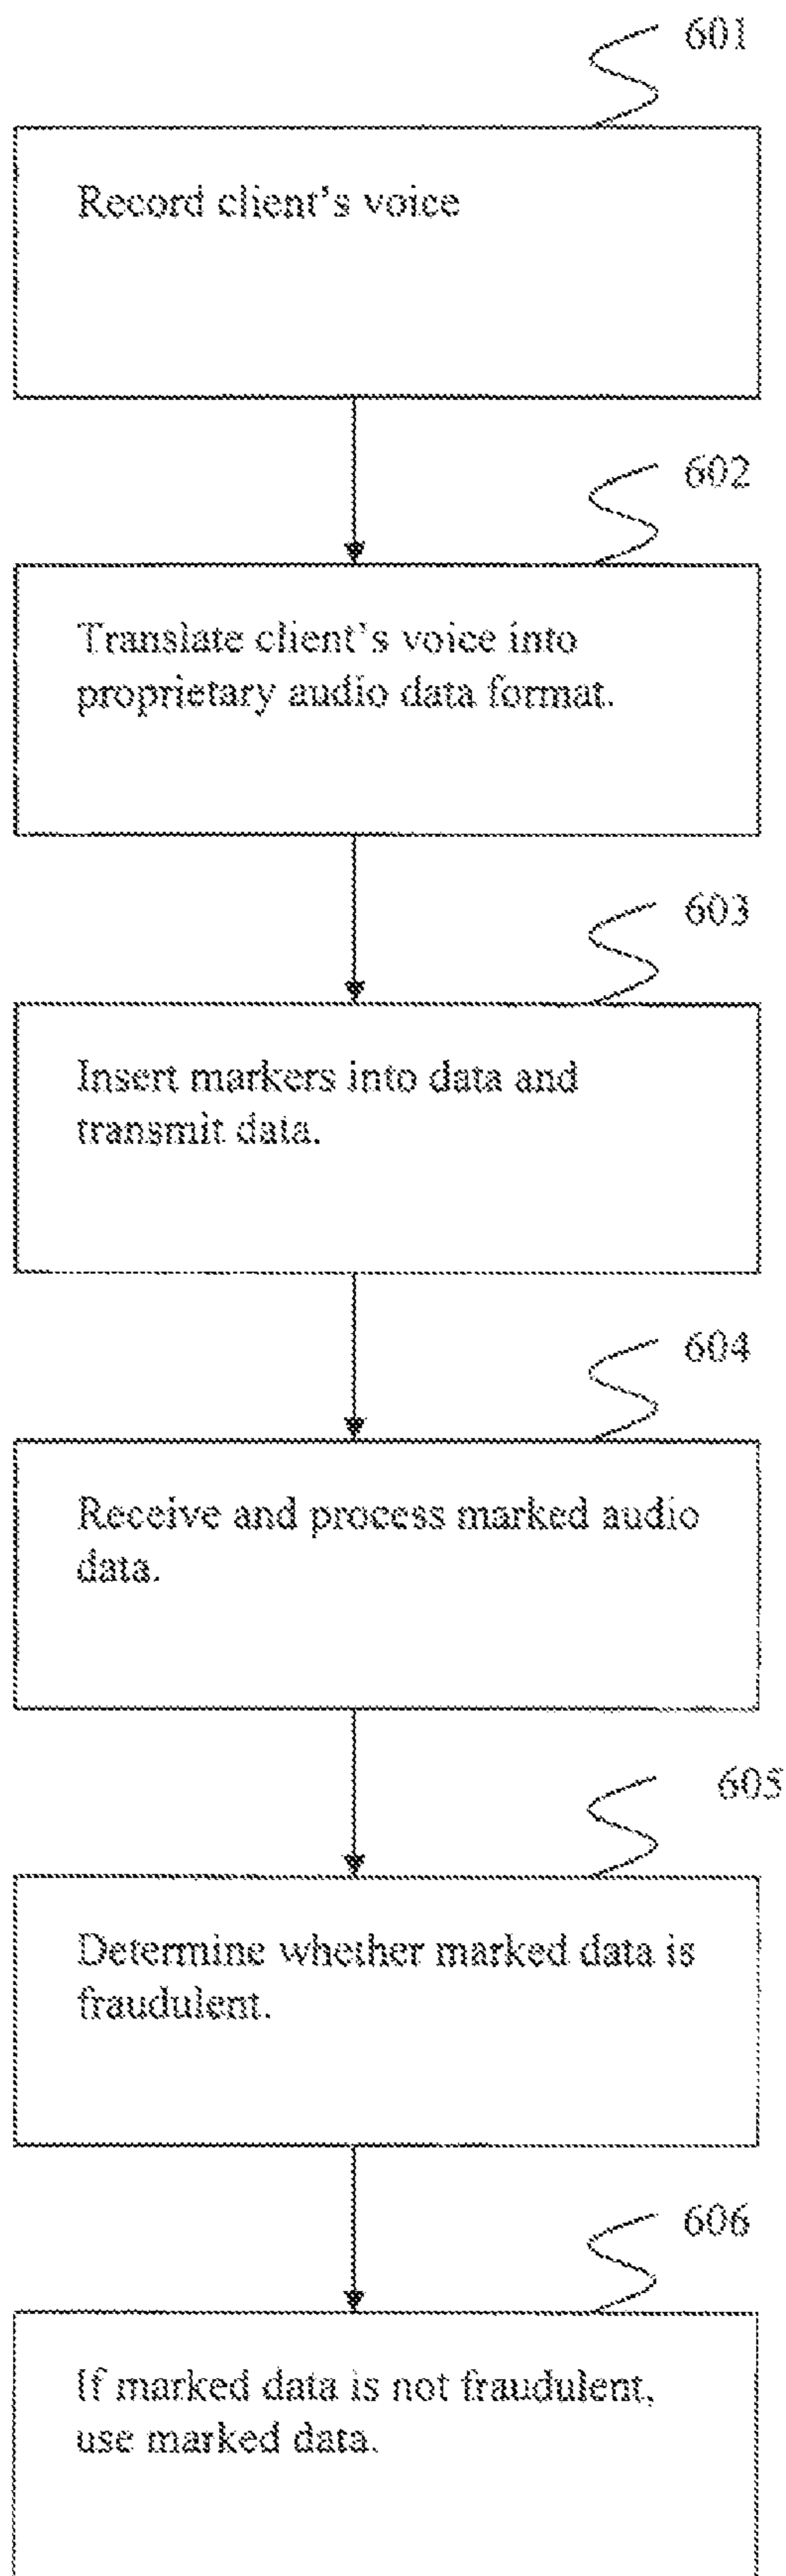 601
Record client's voice
602
Translate client's voice into
proprietary audio data format.
603
Insert markers into data and
transmit data.
604
Receive and process marked audio
data.
605
Determine whether marked data is
fraudulent.
606
If marked data is not fraudulent,
use marked data.